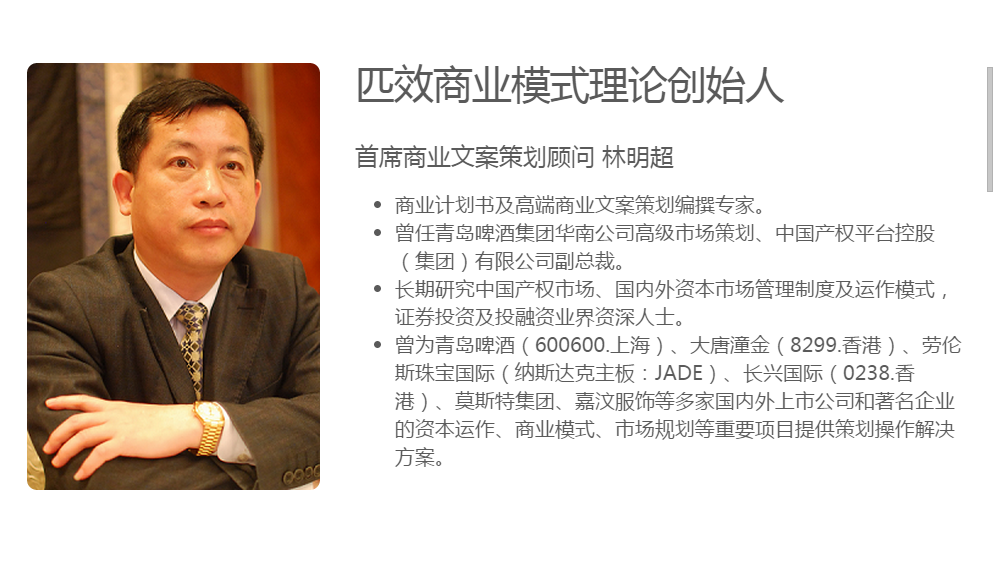 匹效商业模式理论创始人
首席商业文案策划顾问 林明超
商业计划书及高端商业文案策划编撰专家。
曾任青岛啤酒集团华南公司高级市场策划、中国产权平台控股
（集团）有限公司副总裁。
长期研究中国产权市场、国内外资本市场管理制度及运作模式，
证券投资及投融资业界资深人士。
曾为青岛啤酒（600600.上海）、大唐潼金（8299.香港）、劳伦
斯珠宝国际（纳斯达克主板：JADE）、长兴国际（0238.香
港）、莫斯特集团、嘉汶服饰等多家国内外上市公司和著名企业
的资本运作、商业模式、市场规划等重要项目提供策划操作解决
方案。